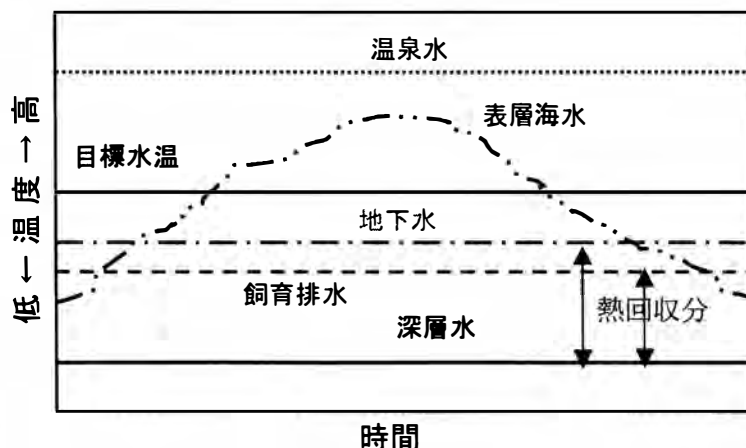 温泉水
表層海水
目標水温
地下水
飼育排水
熱回収分
深層水
低 ← 温度 → 高
時間